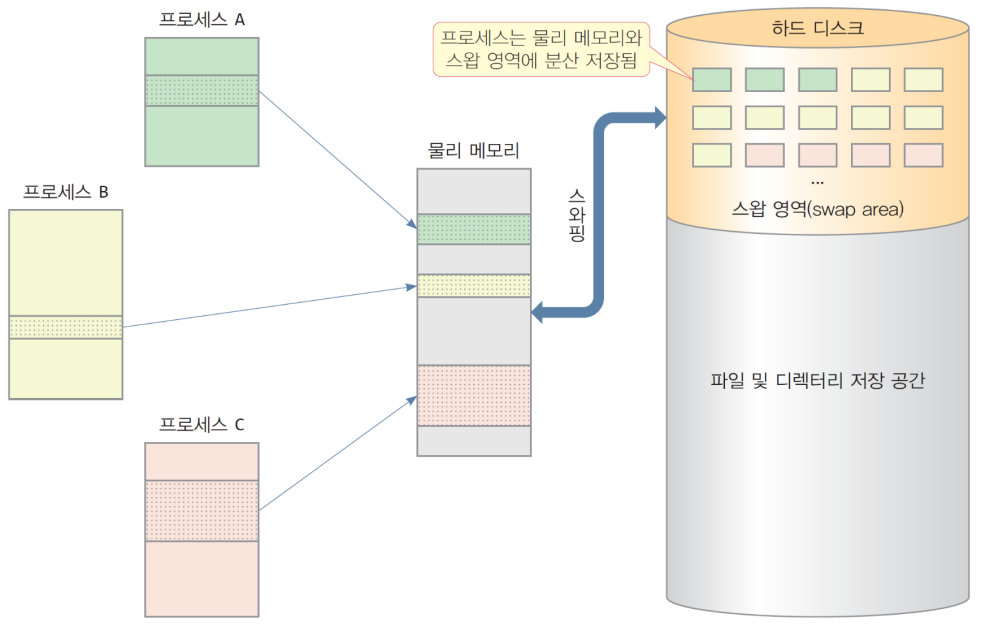 프로세스 A
프로세스는 물리 메모리와
스왑 영역에 분산 저장됨
하드 디스크
물리 메모리
프로세스 B
스와핑
...
스왑 영역(swap area)
파일 및 디렉터리 저장 공간
프로세스 C